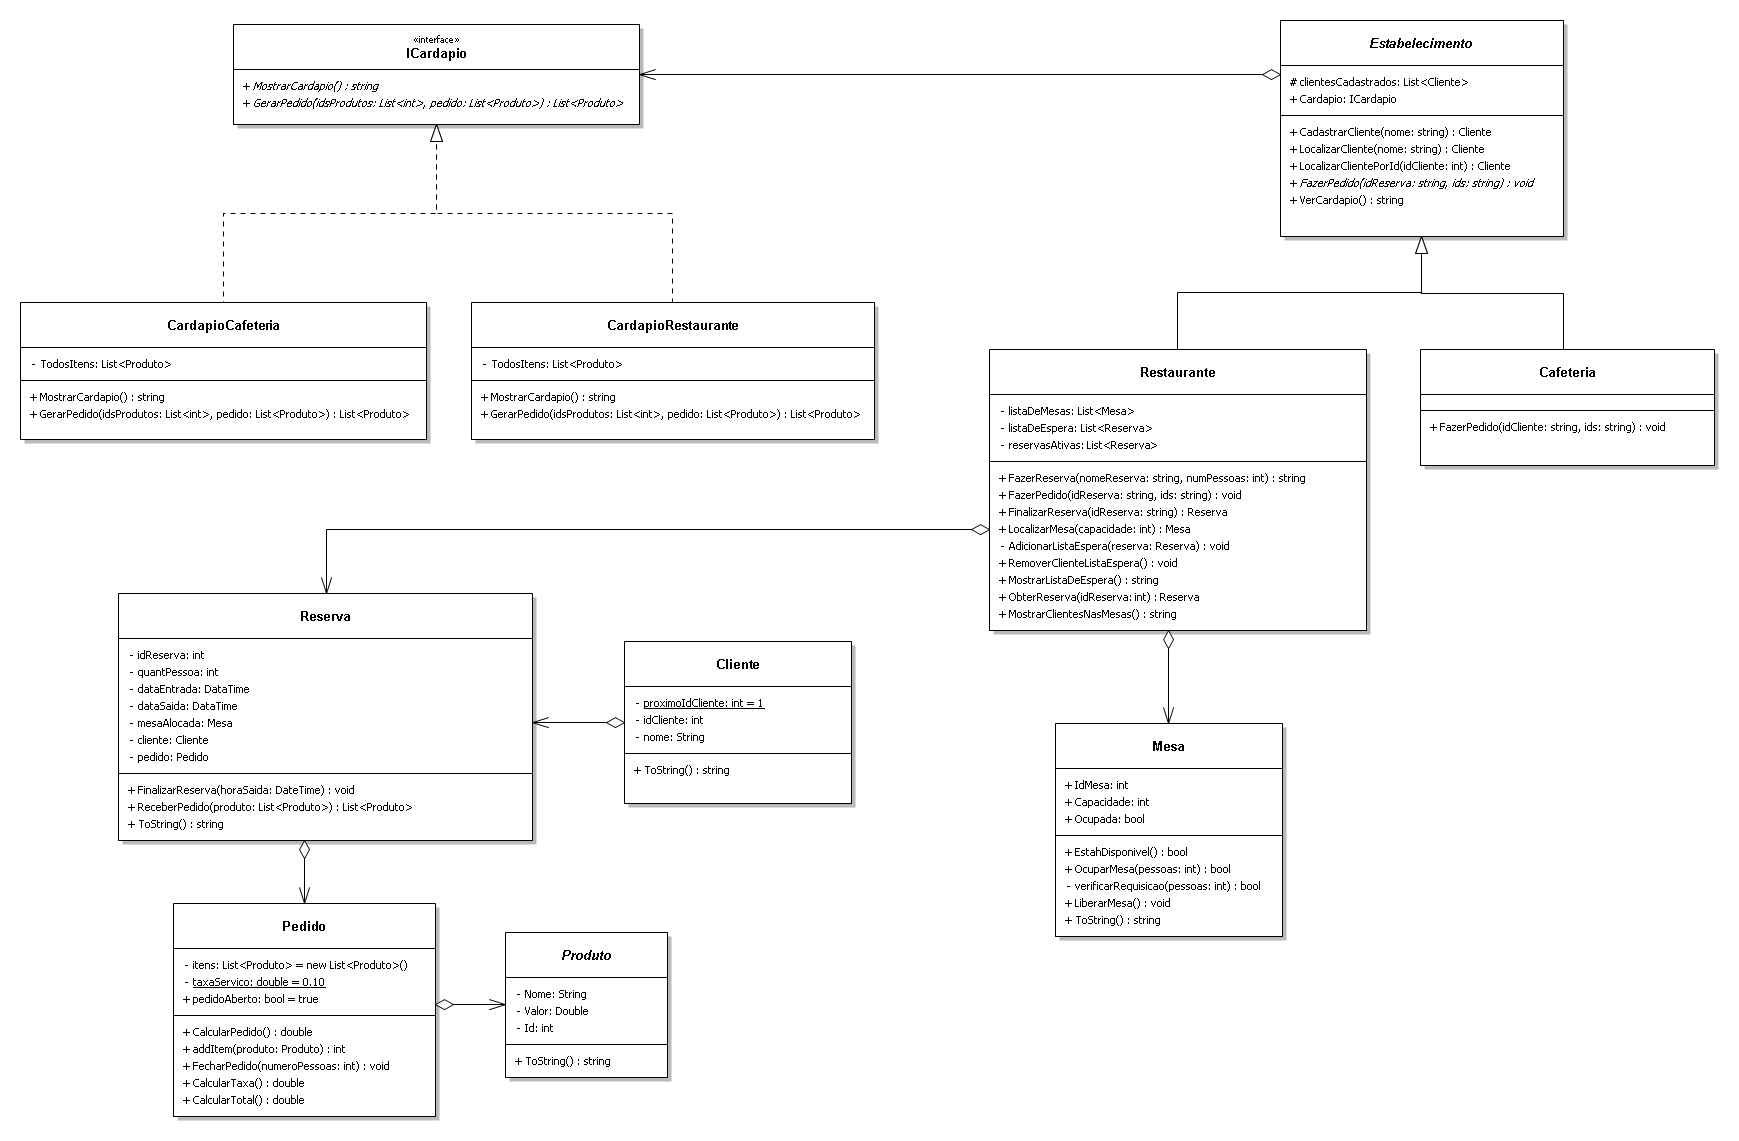 «interface»
ICardapio
+ MostrarCardapio() : string
+ GerarPedido(idsProdutos: List<int>, pedido: List<Produto>) : List<Produto>
Estabelecimento
# clientesCadastrados: List<Cliente>
+ Cardapio: ICardapio
+ CadastrarCliente(nome: string) : Cliente
+ LocalizarCliente(nome: string) : Cliente
+ LocalizarClientePorId(idCliente: int) : Cliente
+ FazerPedido(idReserva: string, ids: string) : void
+ VerCardapio() : string
CardapioCafeteria
- TodosItens: List<Produto>
+ MostrarCardapio() : string
+ GerarPedido(idsProdutos: List<int>, pedido: List<Produto>) : List<Produto>
CardapioRestaurante
- TodosItens: List<Produto>
+ MostrarCardapio() : string
+ GerarPedido(idsProdutos: List<int>, pedido: List<Produto>) : List<Produto>
Restaurante
- listaDeMesas: List<Mesa>
- listaDeEspera: List<Reserva>
- reservasAtivas: List<Reserva>
+ FazerReserva(nomeReserva: string, numPessoas: int) : string
+ FazerPedido(idReserva: string, ids: string) : void
+ FinalizarReserva(idReserva: string) : Reserva
+ LocalizarMesa(capacidade: int) : Mesa
- AdicionarListaEspera(reserva: Reserva) : void
+ RemoverClienteListaEspera() : void
+ MostrarListaDeEspera() : string
+ ObterReserva(idReserva: int) : Reserva
+ MostrarClientesNasMesas() : string
Cafeteria
+ FazerPedido(idCliente: string, ids: string) : void
Reserva
- idReserva: int
- quantPessoa: int
- dataEntrada: DataTime
- dataSaida: DataTime
- mesaAlocada: Mesa
- cliente: Cliente
- pedido: Pedido
+ FinalizarReserva(horaSaida: DateTime) : void
+ ReceberPedido(produto: List<Produto>) : List<Produto>
+ ToString() : string
Cliente
- proximoIdCliente: int = 1
- idCliente: int
- nome: String
+ ToString() : string
Mesa
+ IdMesa: int
+ Capacidade: int
+ Ocupada: bool
+ EstahDisponivel() : bool
+ OcuparMesa(pessoas: int) : bool
- verificarRequisicao(pessoas: int) : bool
+ LiberarMesa() : void
+ ToString() : string
Pedido
- itens: List<Produto> = new List<Produto>()
- taxaServico: double = 0.10
+ pedidoAberto: bool = true
+ CalcularPedido() : double
+ addItem(produto: Produto) : int
+ FecharPedido(numeroPessoas: int) : void
+ CalcularTaxa() : double
+ CalcularTotal() : double
Produto
- Nome: String
- Valor: Double
- Id: int
+ ToString() : string